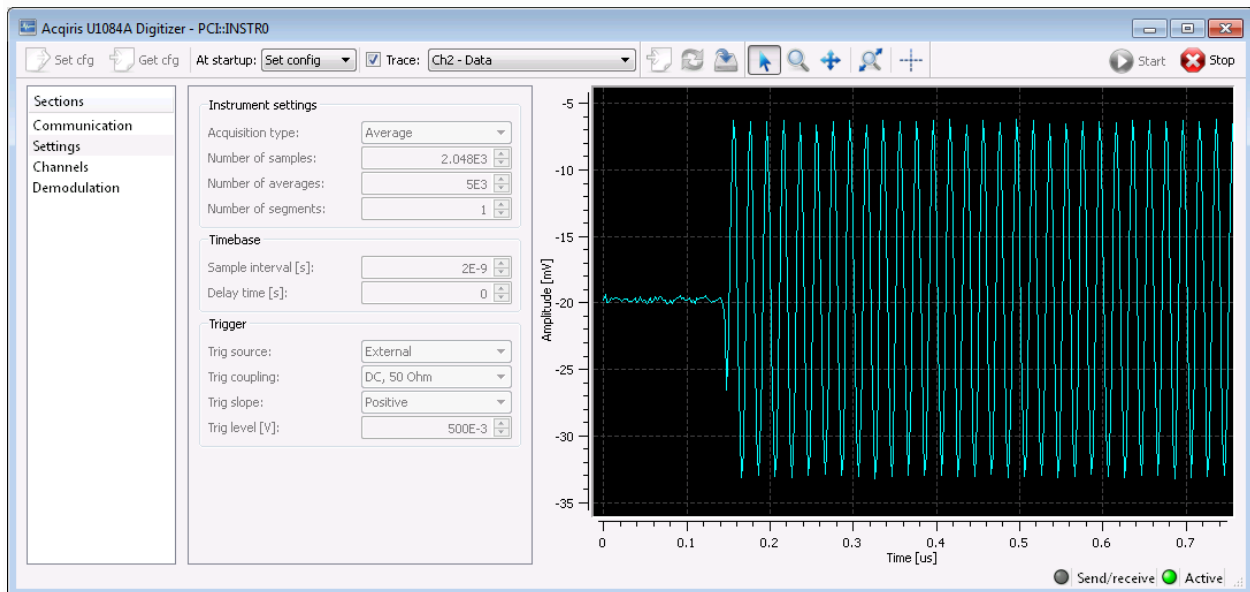 Acqiris U1084A Digitizer - PCI::INSTR0
Set cfg Get cfg At startup: Set config Trace: Ch2 - Data Start Stop
Sections
Communication
Settings
Channels
Demodulation
Instrument settings
Acquisition type: Average
Number of samples: 2.048E3
Number of averages: 5E3
Number of segments: 1
Timebase
Sample interval [s]: 2E-9
Delay time [s]: 0
Trigger
Trig source: External
Trig coupling: DC, 50 Ohm
Trig slope: Positive
Trig level [V]: 500E-3
Amplitude [mV]
-5
-10
-15
-20
-25
-30
-35
0 0.1 0.2 0.3 0.4 0.5 0.6 0.7
Time [us]
Send/receive Active